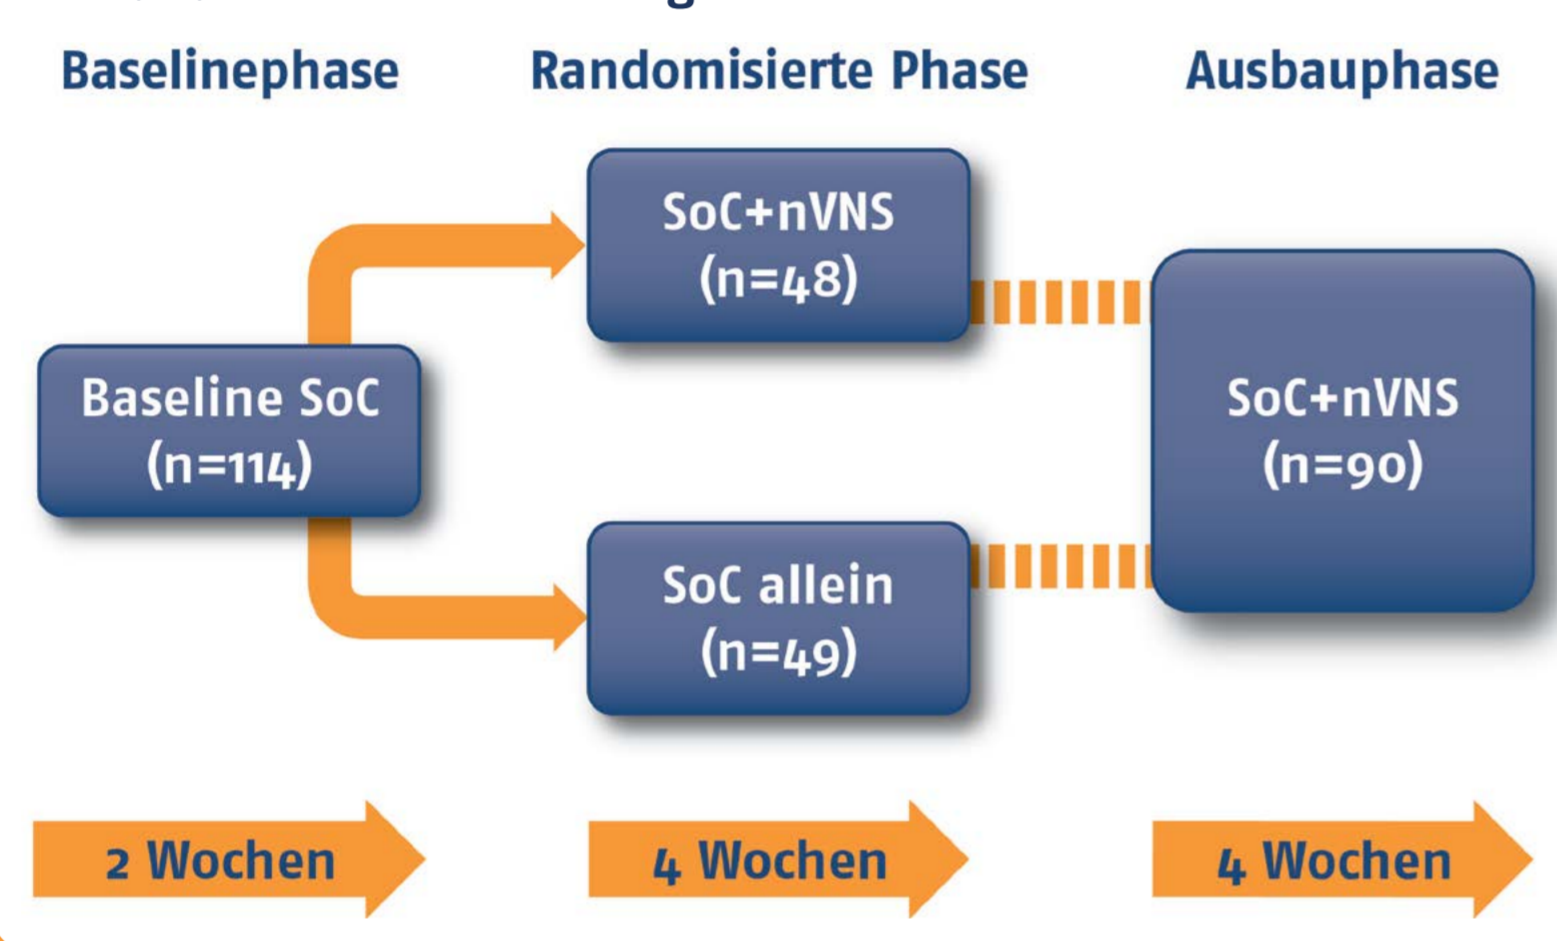 Baselinephase
Randomisierte Phase
Ausbauphase
SoC+nVNS
(n=48)
Baseline SoC
(n=114)
SoC+nVNS
(n=90)
SoC allein
(n=49)
2 Wochen
4 Wochen
4 Wochen